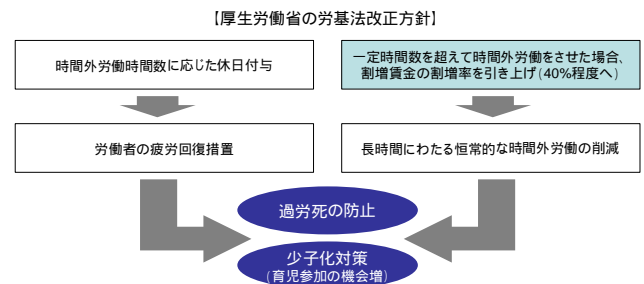 【厚生労働省の労基法改正方針】
時間外労働時間数に応じた休日付与
一定時間数を超えて時間外労働をさせた場合、
割増賃金の割増率を引き上げ(40%程度へ)
労働者の疲労回復措置
長時間にわたる恒常的な時間外労働の削減
過労死の防止
少子化対策
(育児参加の機会増)